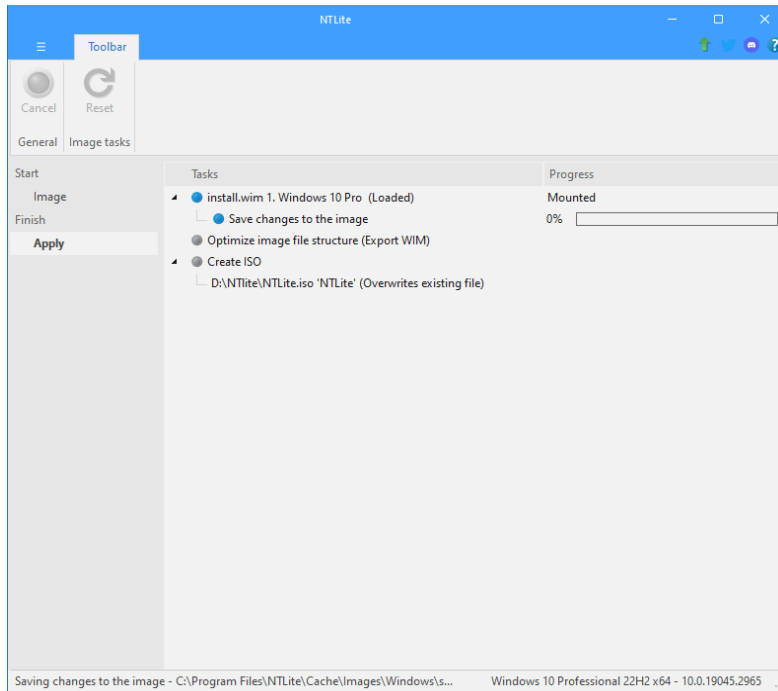 NTLite
Toolbar
Cancel
Reset
General
Image tasks
Start
Image
Finish
Apply
Tasks
Progress
install.wim 1. Windows 10 Pro (Loaded)
Mounted
Save changes to the image
0%
Optimize image file structure (Export WIM)
Create ISO
D:\NTlite\NTLite.iso 'NTLite' (Overwrites existing file)
Saving changes to the image - C:\Program Files\NTLite\Cache\Images\Windows\s...
Windows 10 Professional 22H2 x64 - 10.0.19045.2965